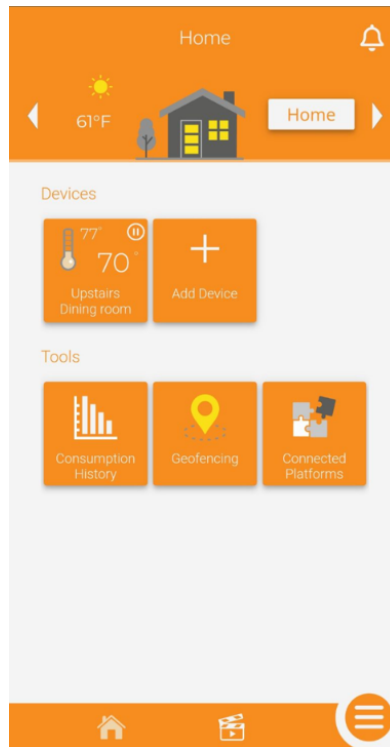 Home
61°F
Home
Devices
77°
70°
Upstairs
Dining room
Add Device
Tools
Consumption
History
Geofencing
Connected
Platforms